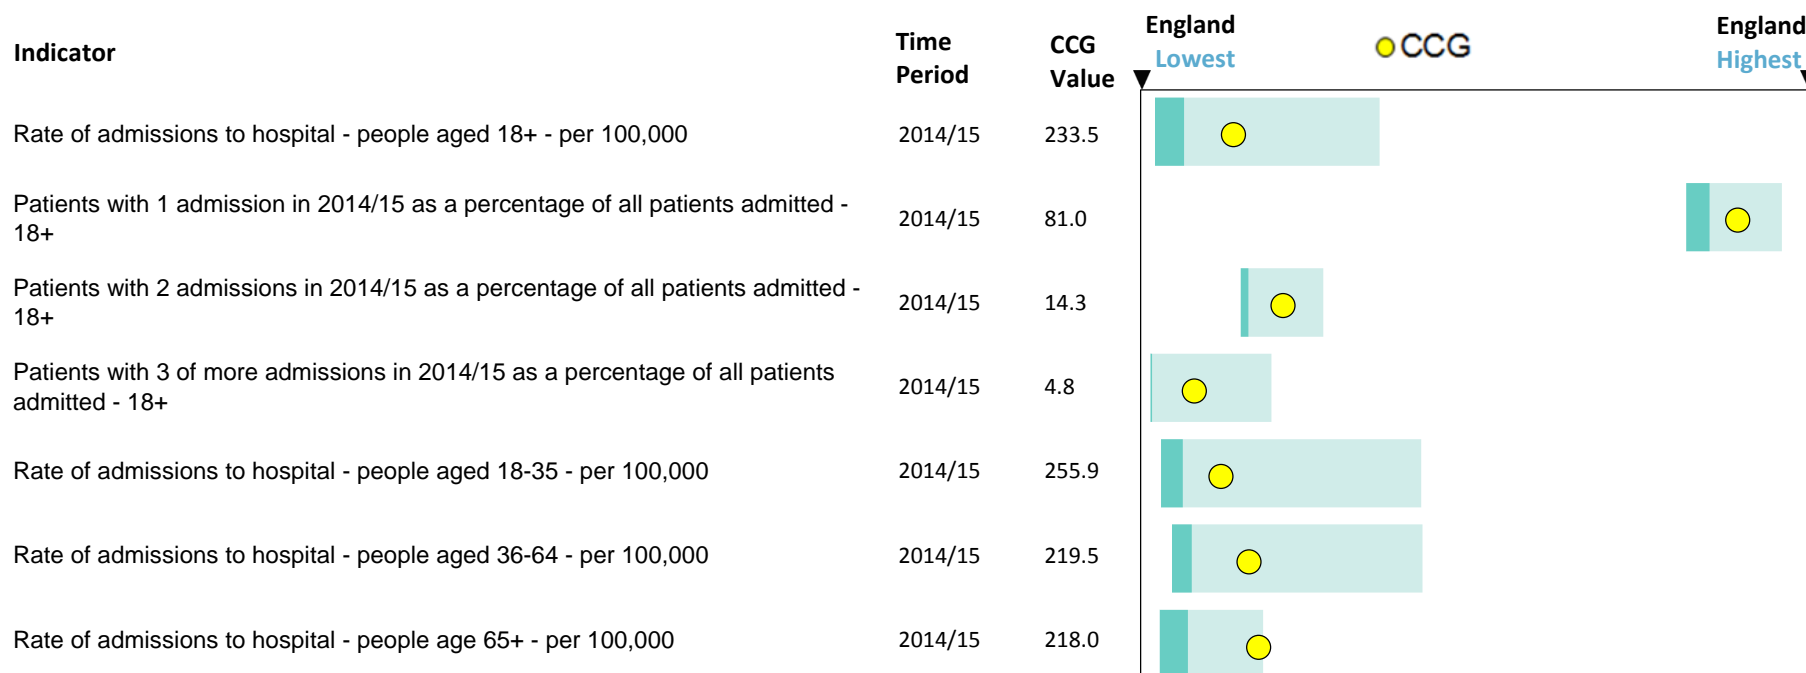 Indicator
Time
Period
CCG
Value
England
Lowest
CCG
England
Highest
Rate of admissions to hospital - people aged 18+ - per 100,000
2014/15
233.5
Patients with 1 admission in 2014/15 as a percentage of all patients admitted -
18+
2014/15
81.0
Patients with 2 admissions in 2014/15 as a percentage of all patients admitted -
18+
2014/15
14.3
Patients with 3 of more admissions in 2014/15 as a percentage of all patients
admitted - 18+
2014/15
4.8
Rate of admissions to hospital - people aged 18-35 - per 100,000
2014/15
255.9
Rate of admissions to hospital - people aged 36-64 - per 100,000
2014/15
219.5
Rate of admissions to hospital - people age 65+ - per 100,000
2014/15
218.0